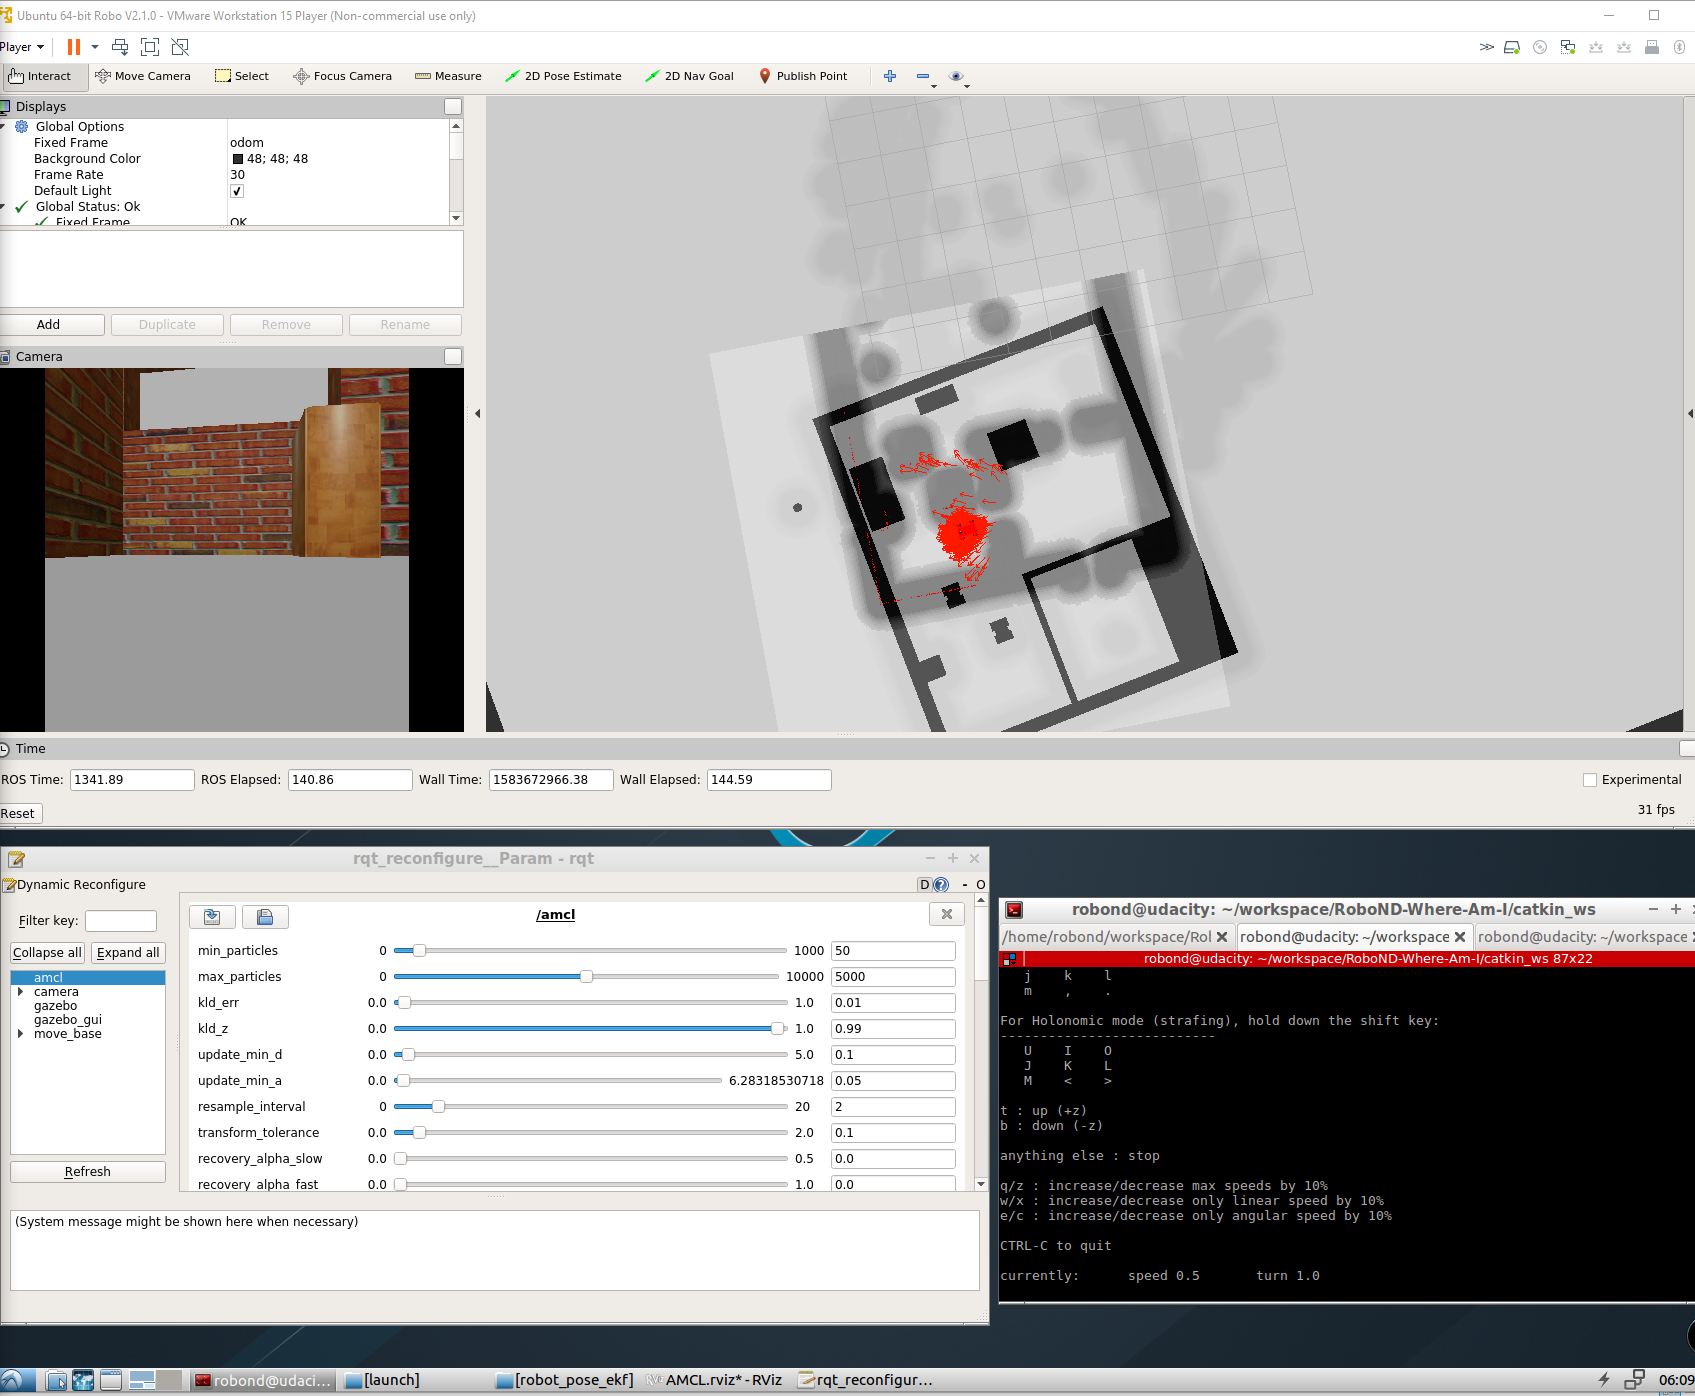 Ubuntu 64-bit Robo V2.1.0 - VMware Workstation 15 Player (Non-commercial use only)
Player
Interact Move Camera Select Focus Camera Measure 2D Pose Estimate 2D Nav Goal Publish Point
Displays
Global Options
Fixed Frame odom
Background Color 48; 48; 48
Frame Rate 30
Default Light
Global Status: Ok
Fixed Frame OK
Add Duplicate Remove Rename
Camera
Time
ROS Time: 1341.89 ROS Elapsed: 140.86 Wall Time: 1583672966.38 Wall Elapsed: 144.59 Experimental
Reset 31 fps
rqt_reconfigure__Param - rqt
Dynamic Reconfigure D - O
Filter key:
Collapse all Expand all
amcl
camera
gazebo
gazebo_gui
move_base
Refresh
/amcl
min_particles 0 1000 50
max_particles 0 10000 5000
kld_err 0.0 1.0 0.01
kld_z 0.0 1.0 0.99
update_min_d 0.0 5.0 0.1
update_min_a 0.0 6.28318530718 0.05
resample_interval 0 20 2
transform_tolerance 0.0 2.0 0.1
recovery_alpha_slow 0.0 0.5 0.0
recovery_alpha_fast 0.0 1.0 0.0
(System message might be shown here when necessary)
robond@udacity: ~/workspace/RoboND-Where-Am-I/catkin_ws
/home/robond/workspace/Rol robond@udacity: ~/workspace robond@udacity: ~/workspace
robond@udacity: ~/workspace/RoboND-Where-Am-I/catkin_ws 87x22
j k l
m , .
For Holonomic mode (strafing), hold down the shift key:
---------------------------
U I O
J K L
M < >
t : up (+z)
b : down (-z)
anything else : stop
q/z : increase/decrease max speeds by 10%
w/x : increase/decrease only linear speed by 10%
e/c : increase/decrease only angular speed by 10%
CTRL-C to quit
currently: speed 0.5 turn 1.0
robond@udaci... [launch] [robot_pose_ekf] AMCL.rviz* - RViz rqt_reconfigur... 06:09